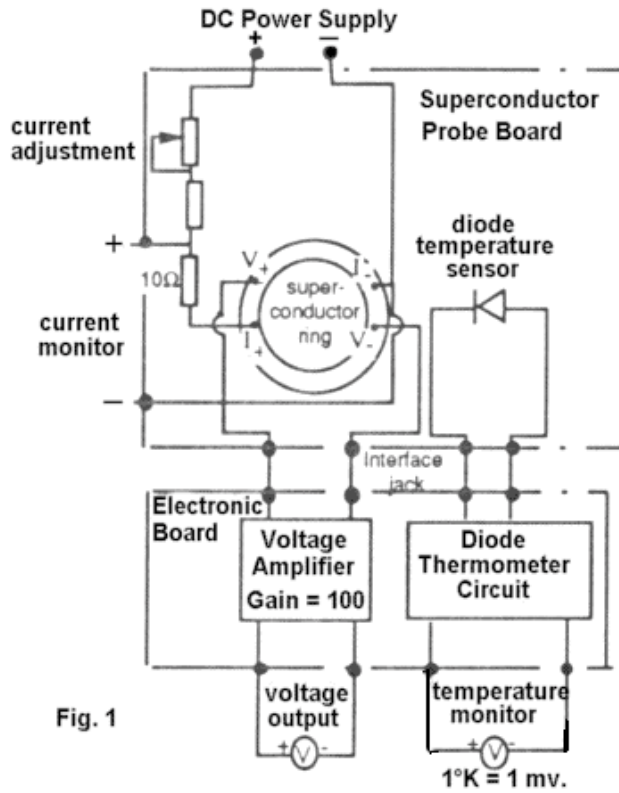 DC Power Supply
+ −
Superconductor
Probe Board
current
adjustment
diode
temperature
sensor
+
10Ω
V+
I-
super-
conductor
ring
I+
V-
current
monitor
−
Interface
jack
Electronic
Board
Voltage
Amplifier
Gain = 100
Diode
Thermometer
Circuit
voltage
output
temperature
monitor
Fig. 1
+ V -
+ V -
1°K = 1 mv.